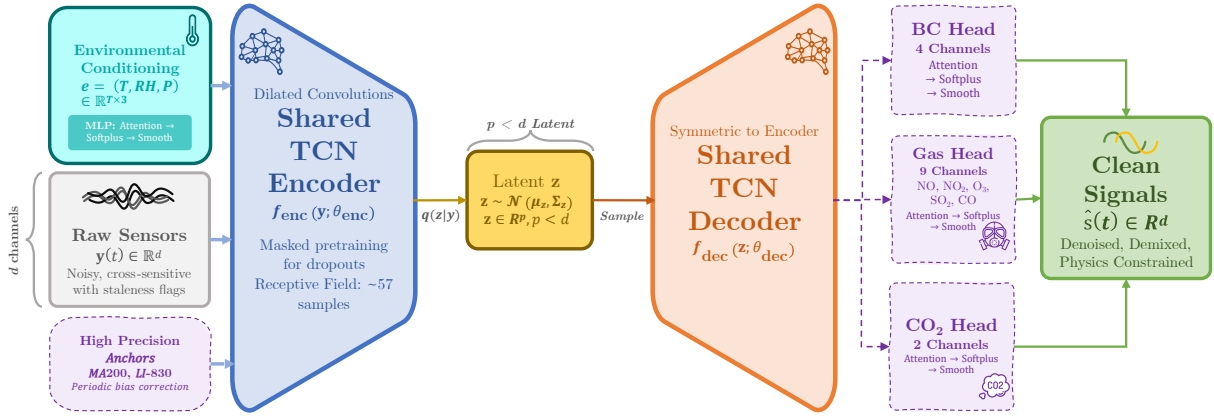 Environmental
Conditioning
e = (T, RH, P)
∈ ℝ^{T×3}
MLP: Attention →
Softplus → Smooth
d channels
Raw Sensors
y(t) ∈ ℝ^d
Noisy, cross-sensitive
with staleness flags
High Precision
Anchors
MA200, LI-830
Periodic bias correction
Dilated Convolutions
Shared
TCN
Encoder
f_enc (y; θ_enc)
Masked pretraining
for dropouts
Receptive Field: ~57
samples
q(z|y)
p < d Latent
Latent z
z ~ 𝒩 (μ_z, Σ_z)
z ∈ R^p, p < d
Sample
Symmetric to Encoder
Shared
TCN
Decoder
f_dec (z; θ_dec)
BC Head
4 Channels
Attention
→ Softplus
→ Smooth
Gas Head
9 Channels
NO, NO₂, O₃,
SO₂, CO
Attention → Softplus
→ Smooth
CO₂ Head
2 Channels
Attention → Softplus
→ Smooth
CO2
Clean
Signals
ŝ(t) ∈ R^d
Denoised, Demixed,
Physics Constrained